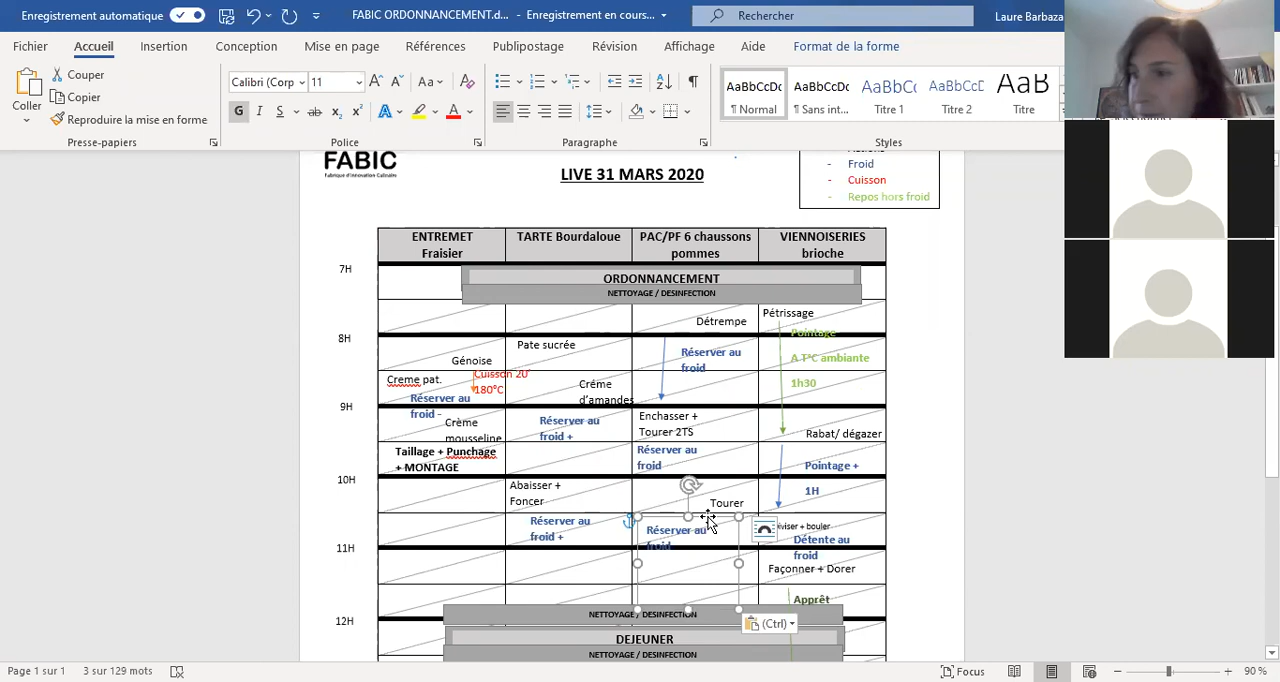 Enregistrement automatique
FABIC ORDONNANCEMENT.d... - Enregistrement en cours...
Rechercher
Laure Barbaza
Fichier Accueil Insertion Conception Mise en page Références Publipostage Révision Affichage Aide Format de la forme
Coller
Couper
Copier
Reproduire la mise en forme
Presse-papiers
Calibri (Corp 11
Police
Paragraphe
AaBbCcDc AaBbCcDc AaBbCc AaBbCcD AaB
¶ Normal ¶ Sans int... Titre 1 Titre 2 Titre
Styles
FABIC
Fabrique d'Innovation Culinaire
LIVE 31 MARS 2020
- Froid
- Cuisson
- Repos hors froid
ENTREMET
Fraisier
TARTE Bourdaloue
PAC/PF 6 chaussons
pommes
VIENNOISERIES
brioche
7H
ORDONNANCEMENT
NETTOYAGE / DESINFECTION
Détrempe
Pétrissage
Pointage
8H
Pate sucrée
Réserver au
froid
A T°C ambiante
1h30
Génoise
Cuisson 20'
180°C
Creme pat.
Réserver au
froid -
Créme
d'amandes
9H
Crème
mousseline
Réserver au
froid +
Enchasser +
Tourer 2TS
Rabat/ dégazer
Taillage + Punchage
+ MONTAGE
Réserver au
froid
Pointage +
1H
10H
Abaisser +
Foncer
Tourer
Réserver au
froid +
Réserver au
froid
iviser + bouler
Détente au
froid
11H
Façonner + Dorer
Apprêt
NETTOYAGE / DESINFECTION
(Ctrl)
12H
DEJEUNER
NETTOYAGE / DESINFECTION
Page 1 sur 1 3 sur 129 mots
Focus
90 %